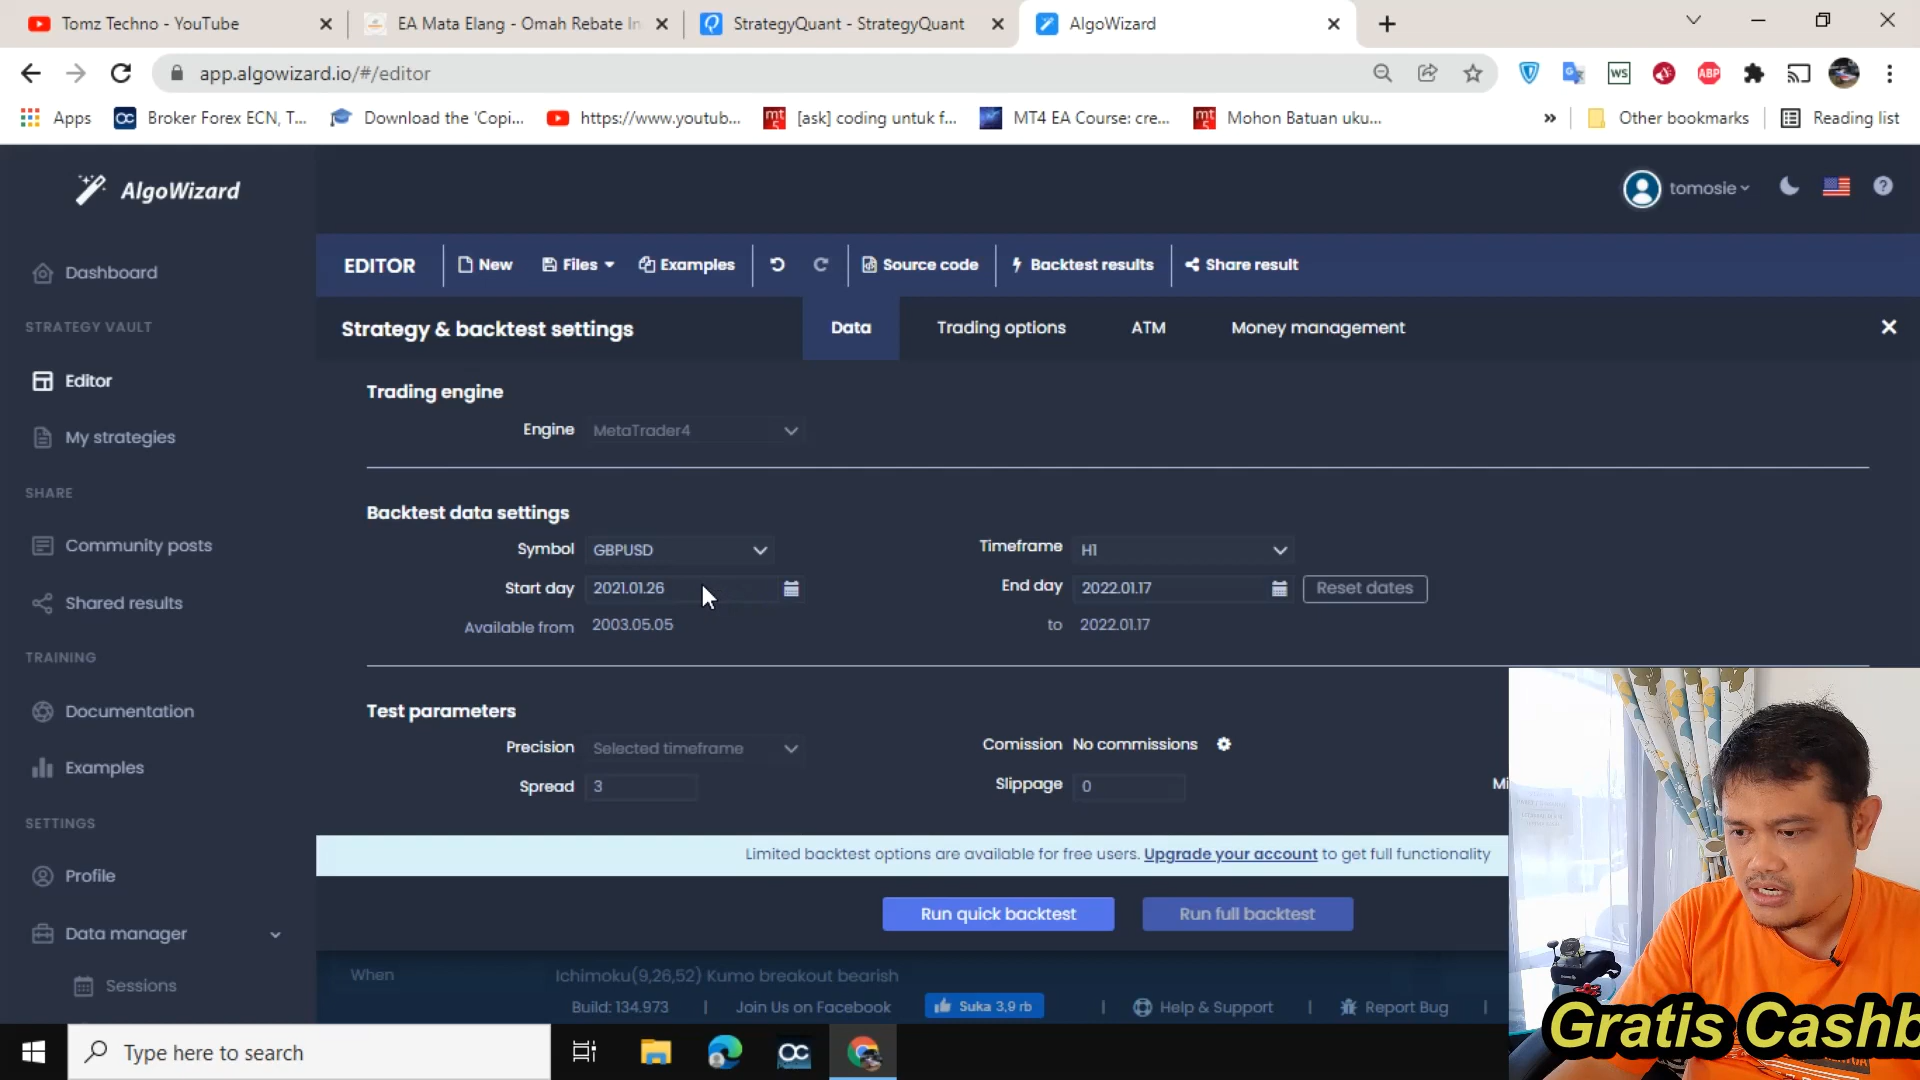 Tomz Techno - YouTube
EA Mata Elang - Omah Rebate In
StrategyQuant - StrategyQuant
AlgoWizard
app.algowizard.io/#/editor
WS
ABP
Apps
Broker Forex ECN, T...
Download the 'Copi...
https://www.youtub...
[ask] coding untuk f...
MT4 EA Course: cre...
Mohon Batuan uku...
»
Other bookmarks
Reading list
AlgoWizard
tomosie
Dashboard
STRATEGY VAULT
Editor
My strategies
SHARE
Community posts
Shared results
TRAINING
Documentation
Examples
SETTINGS
Profile
Data manager
Sessions
EDITOR
New
Files
Examples
Source code
Backtest results
Share result
Strategy & backtest settings
Data
Trading options
ATM
Money management
Trading engine
Engine MetaTrader4
Backtest data settings
Symbol GBPUSD
Timeframe H1
Start day 2021.01.26
End day 2022.01.17
Reset dates
Available from 2003.05.05
to 2022.01.17
Test parameters
Precision Selected timeframe
Comission No commissions
Spread 3
Slippage 0
Mi
Limited backtest options are available for free users. Upgrade your account to get full functionality
Run quick backtest
Run full backtest
When Ichimoku(9,26,52) Kumo breakout bearish
Build: 134.973 | Join Us on Facebook
Suka 3,9 rb
| Help & Support | Report Bug |
Gratis Cashb
Type here to search